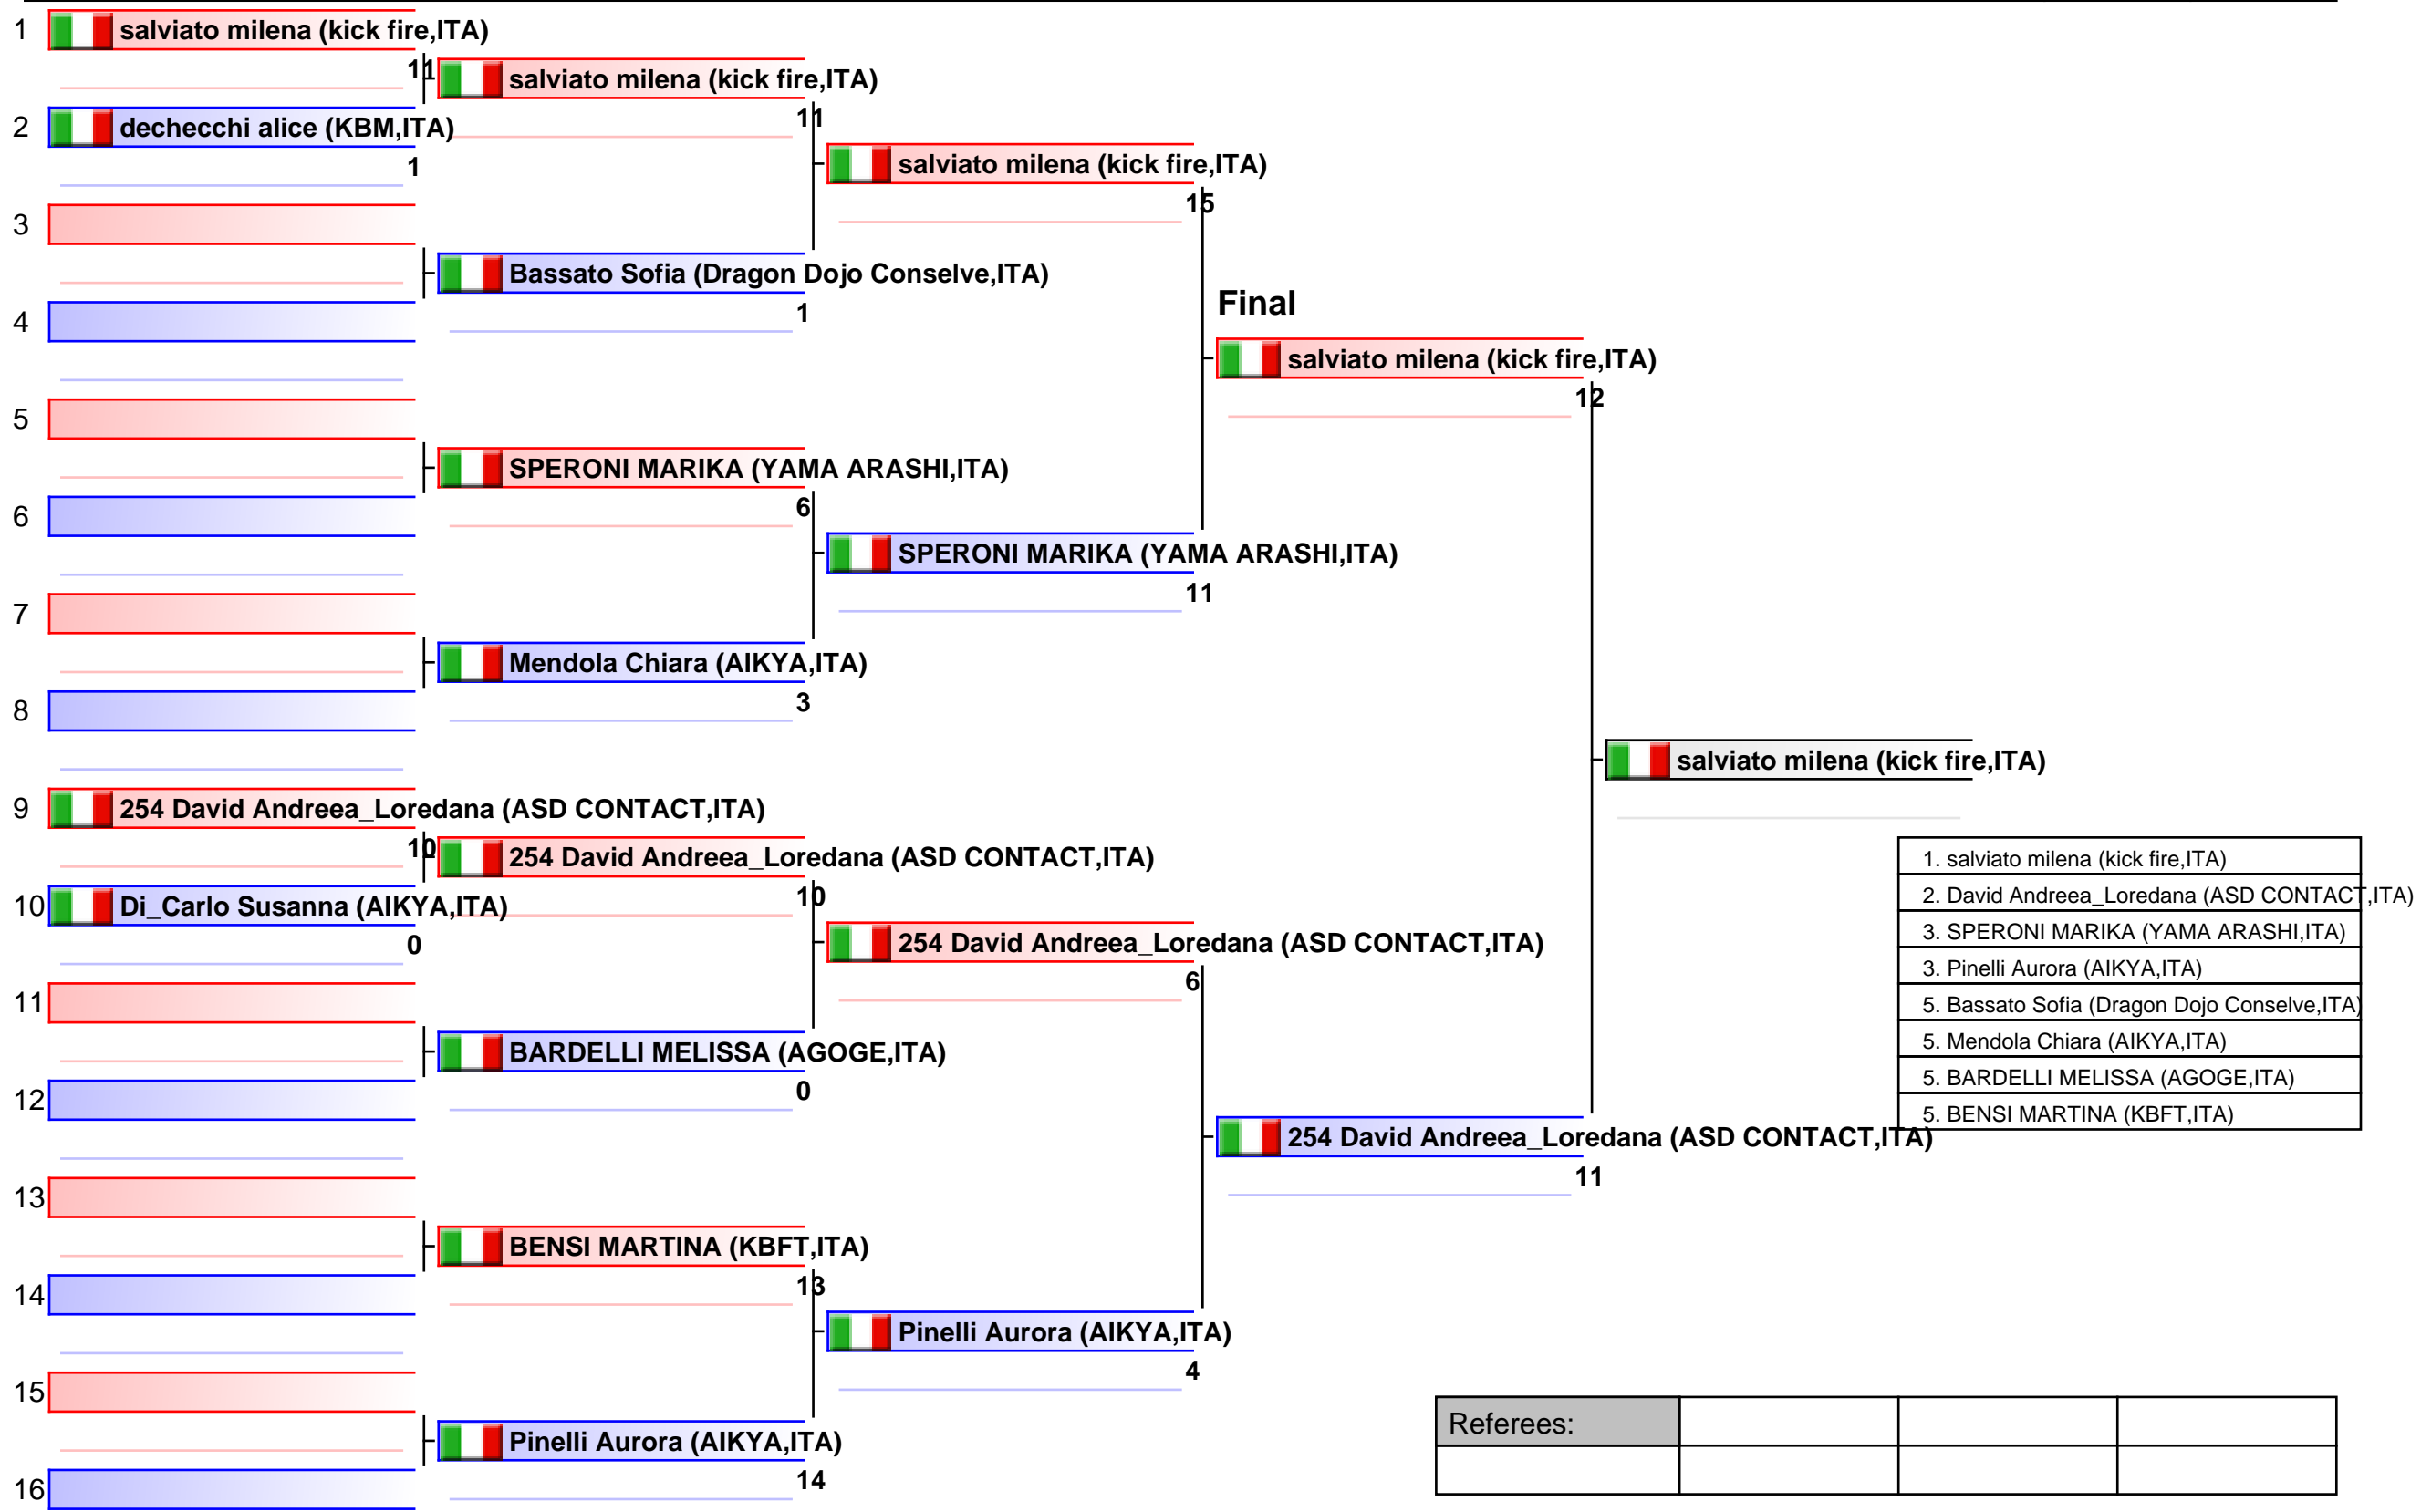 1 salviato milena (kick fire,ITA)
11 salviato milena (kick fire,ITA)
2 dechecchi alice (KBM,ITA)
11
1
salviato milena (kick fire,ITA)
15
3
Bassato Sofia (Dragon Dojo Conselve,ITA)
1
Final
4
salviato milena (kick fire,ITA)
12
5
SPERONI MARIKA (YAMA ARASHI,ITA)
6
6
SPERONI MARIKA (YAMA ARASHI,ITA)
11
7
Mendola Chiara (AIKYA,ITA)
3
8
salviato milena (kick fire,ITA)
9 254 David Andreea_Loredana (ASD CONTACT,ITA)
10 254 David Andreea_Loredana (ASD CONTACT,ITA)
10 Di_Carlo Susanna (AIKYA,ITA)
10
0
254 David Andreea_Loredana (ASD CONTACT,ITA)
6
11
BARDELLI MELISSA (AGOGE,ITA)
0
12
254 David Andreea_Loredana (ASD CONTACT,ITA)
11
13
BENSI MARTINA (KBFT,ITA)
13
14
Pinelli Aurora (AIKYA,ITA)
4
15
Pinelli Aurora (AIKYA,ITA)
14
16
1. salviato milena (kick fire,ITA)
2. David Andreea_Loredana (ASD CONTACT,ITA)
3. SPERONI MARIKA (YAMA ARASHI,ITA)
3. Pinelli Aurora (AIKYA,ITA)
5. Bassato Sofia (Dragon Dojo Conselve,ITA)
5. Mendola Chiara (AIKYA,ITA)
5. BARDELLI MELISSA (AGOGE,ITA)
5. BENSI MARTINA (KBFT,ITA)
Referees: